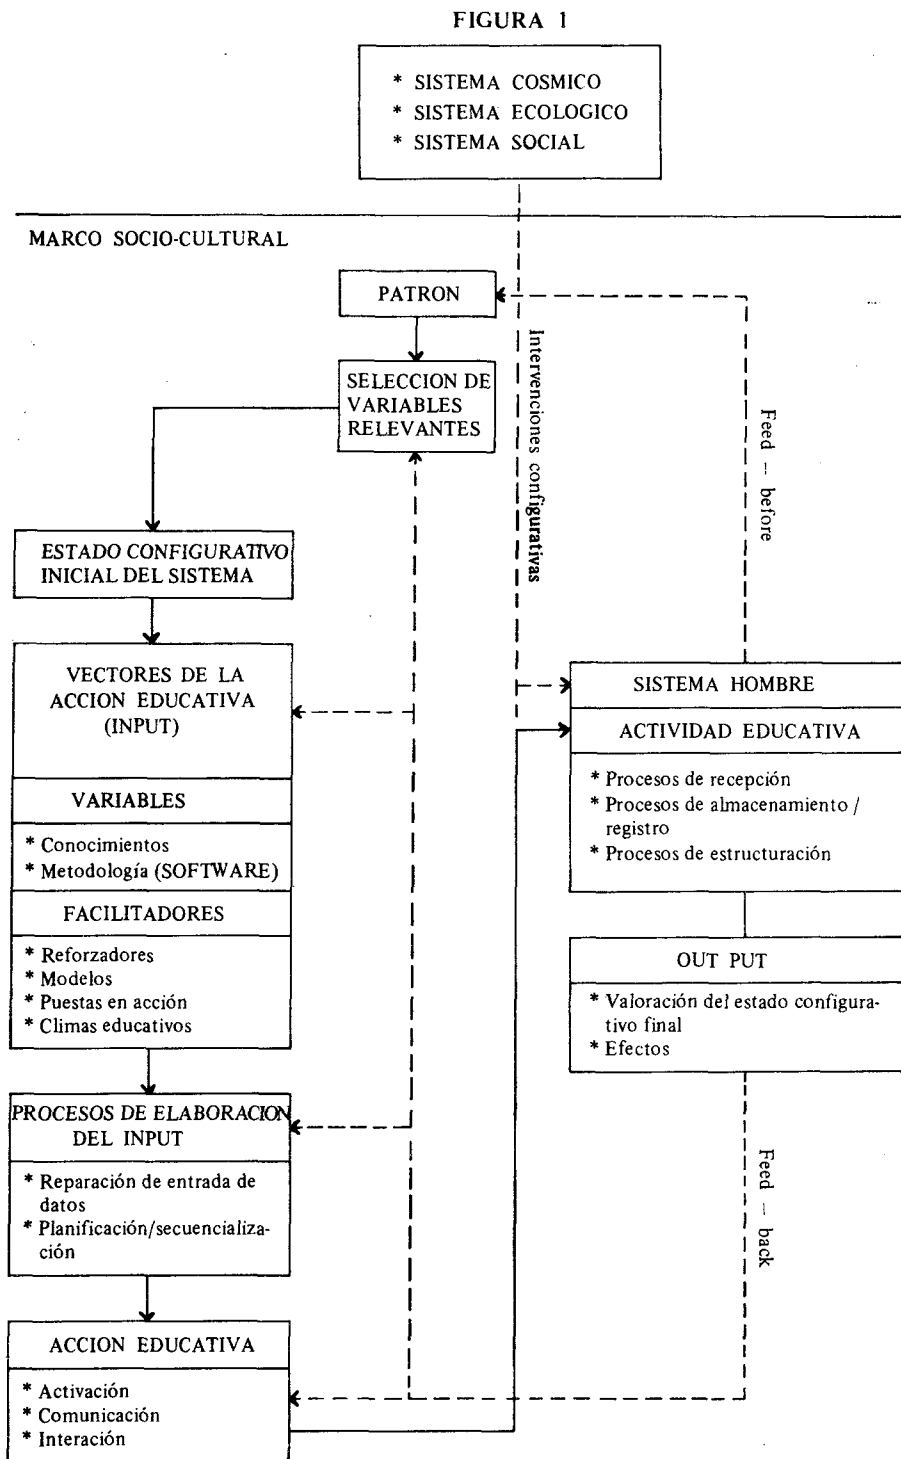 FIGURA 1
* SISTEMA COSMICO
* SISTEMA ECOLOGICO
* SISTEMA SOCIAL
MARCO SOCIO-CULTURAL
PATRON
SELECCION DE
VARIABLES
RELEVANTES
Intervenciones configurativas
Feed -- before
ESTADO CONFIGURATIVO
INICIAL DEL SISTEMA
VECTORES DE LA
ACCION EDUCATIVA
(INPUT)
VARIABLES
* Conocimientos
* Metodología (SOFTWARE)
FACILITADORES
* Reforzadores
* Modelos
* Puestas en acción
* Climas educativos
PROCESOS DE ELABORACION
DEL INPUT
* Reparación de entrada de
datos
* Planificación/secuencializa-
ción
ACCION EDUCATIVA
* Activación
* Comunicación
* Interación
SISTEMA HOMBRE
ACTIVIDAD EDUCATIVA
* Procesos de recepción
* Procesos de almacenamiento /
registro
* Procesos de estructuración
OUT PUT
* Valoración del estado configura-
tivo final
* Efectos
Feed -- back